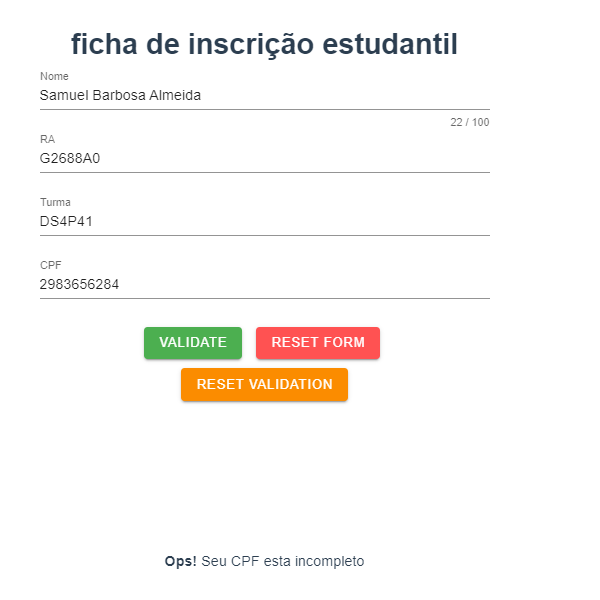 ficha de inscrição estudantil
Nome
Samuel Barbosa Almeida
22 / 100
RA
G2688A0
Turma
DS4P41
CPF
2983656284
VALIDATE
RESET FORM
RESET VALIDATION
Ops! Seu CPF esta incompleto